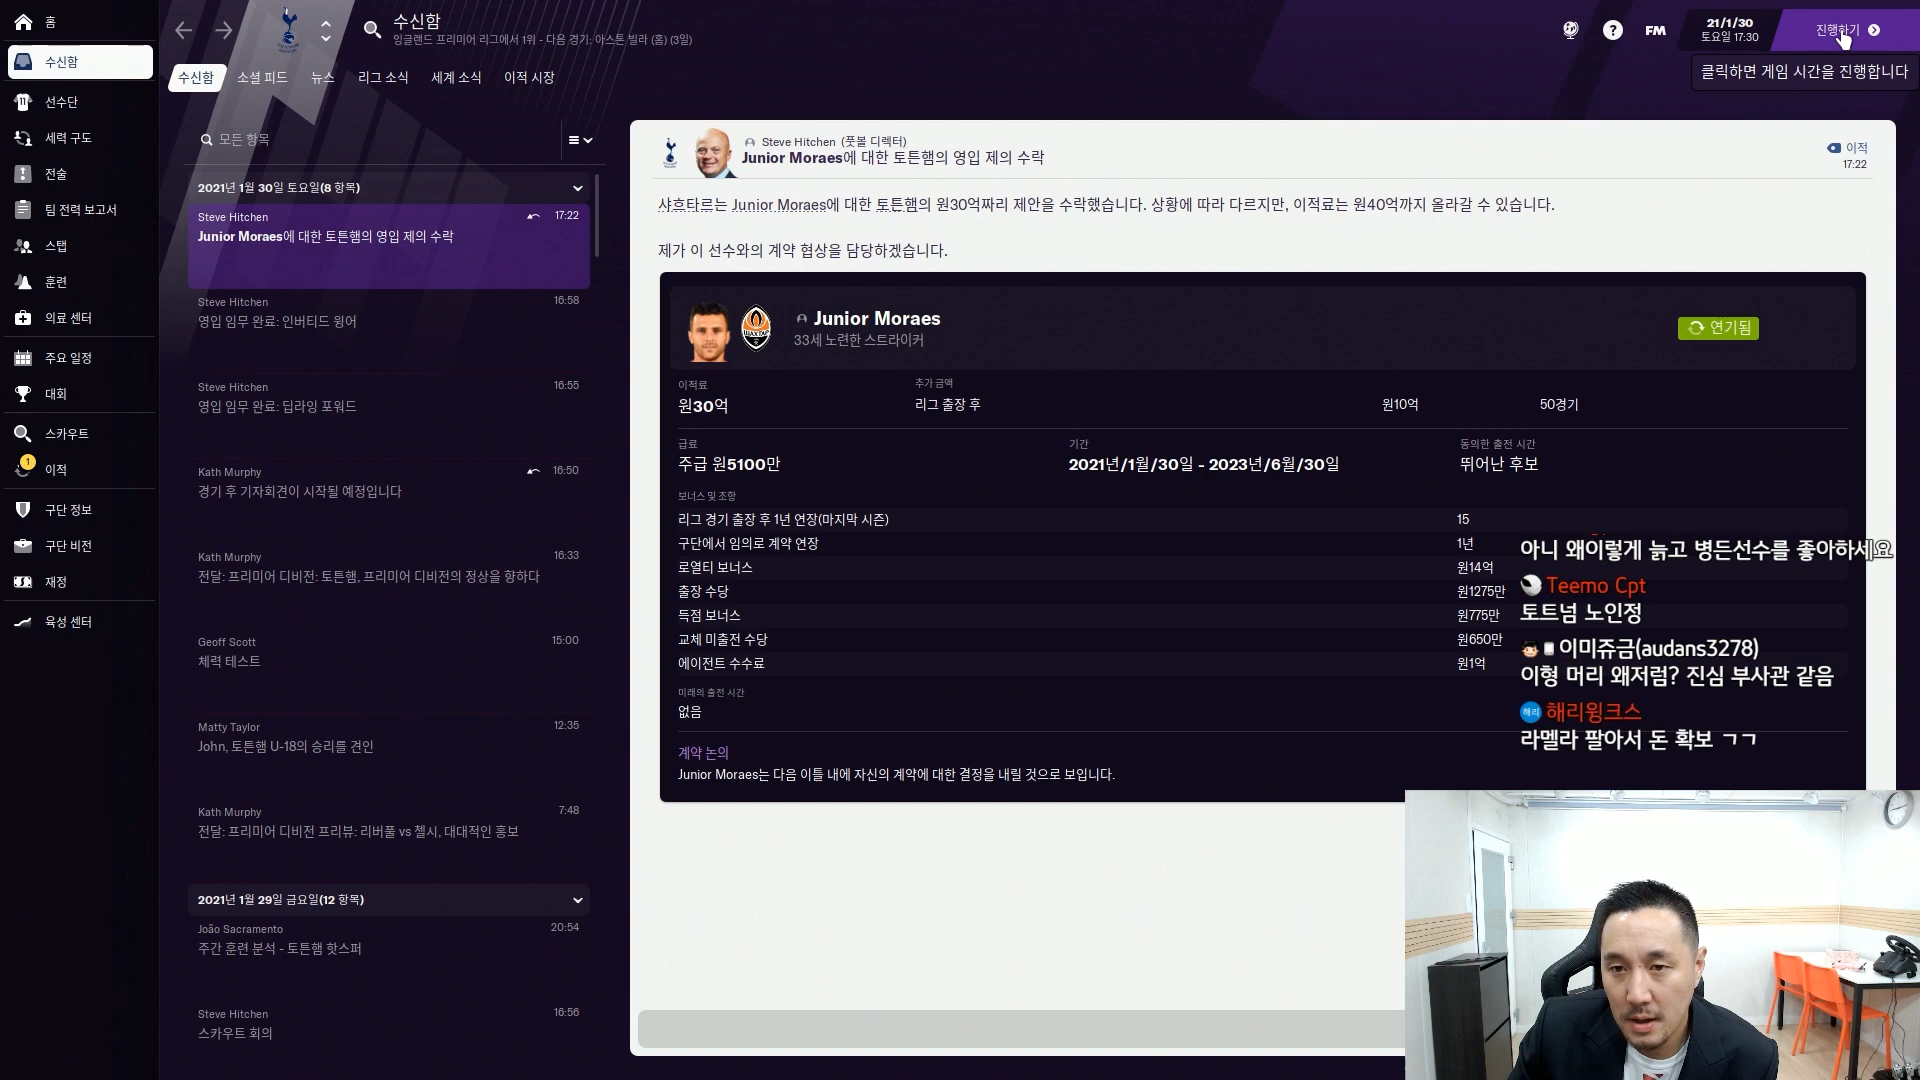 홈
수신함
선수단
세력 구도
전술
팀 전력 보고서
스탭
훈련
의료 센터
주요 일정
대회
스카우트
1
이적
구단 정보
구단 비전
재정
육성 센터
수신함
잉글랜드 프리미어 리그에서 1위 - 다음 경기: 아스톤 빌라 (홈) (3일)
FM
21/1/30
토요일 17:30
진행하기
클릭하면 게임 시간을 진행합니다
수신함 소셜 피드 뉴스 리그 소식 세계 소식 이적 시장
모든 항목
2021년 1월 30일 토요일(8 항목)
Steve Hitchen 17:22
Junior Moraes에 대한 토튼햄의 영입 제의 수락
Steve Hitchen 16:58
영입 임무 완료: 인버티드 윙어
Steve Hitchen 16:55
영입 임무 완료: 딥라잉 포워드
Kath Murphy 16:50
경기 후 기자회견이 시작될 예정입니다
Kath Murphy 16:33
전달: 프리미어 디비전: 토튼햄, 프리미어 디비전의 정상을 향하다
Geoff Scott 15:00
체력 테스트
Matty Taylor 12:35
John, 토튼햄 U-18의 승리를 견인
Kath Murphy 7:48
전달: 프리미어 디비전 프리뷰: 리버풀 vs 첼시, 대대적인 홍보
2021년 1월 29일 금요일(12 항목)
João Sacramento 20:54
주간 훈련 분석 - 토튼햄 핫스퍼
Steve Hitchen 16:56
스카우트 회의
Steve Hitchen (풋볼 디렉터)
Junior Moraes에 대한 토튼햄의 영입 제의 수락
이적
17:22
샤흐타르는 Junior Moraes에 대한 토튼햄의 원30억짜리 제안을 수락했습니다. 상황에 따라 다르지만, 이적료는 원40억까지 올라갈 수 있습니다.
제가 이 선수와의 계약 협상을 담당하겠습니다.
Junior Moraes
33세 노련한 스트라이커
연기됨
이적료 추가 금액
원30억 리그 출장 후 원10억 50경기
급료 기간 동의한 출전 시간
주급 원5100만 2021년/1월/30일 - 2023년/6월/30일 뛰어난 후보
보너스 및 조항
리그 경기 출장 후 1년 연장(마지막 시즌) 15
구단에서 임의로 계약 연장 1년
로열티 보너스 원14억
출장 수당 원1275만
득점 보너스 원775만
교체 미출전 수당 원650만
에이전트 수수료 원1억
미래의 출전 시간
없음
계약 논의
Junior Moraes는 다음 이틀 내에 자신의 계약에 대한 결정을 내릴 것으로 보입니다.
아니 왜이렇게 늙고 병든선수를 좋아하세요
Teemo Cpt
토트넘 노인정
이미쥬금(audans3278)
이형 머리 왜저럼? 진심 부사관 같음
해리
해리윙크스
라멜라 팔아서 돈 확보 ㄱㄱ